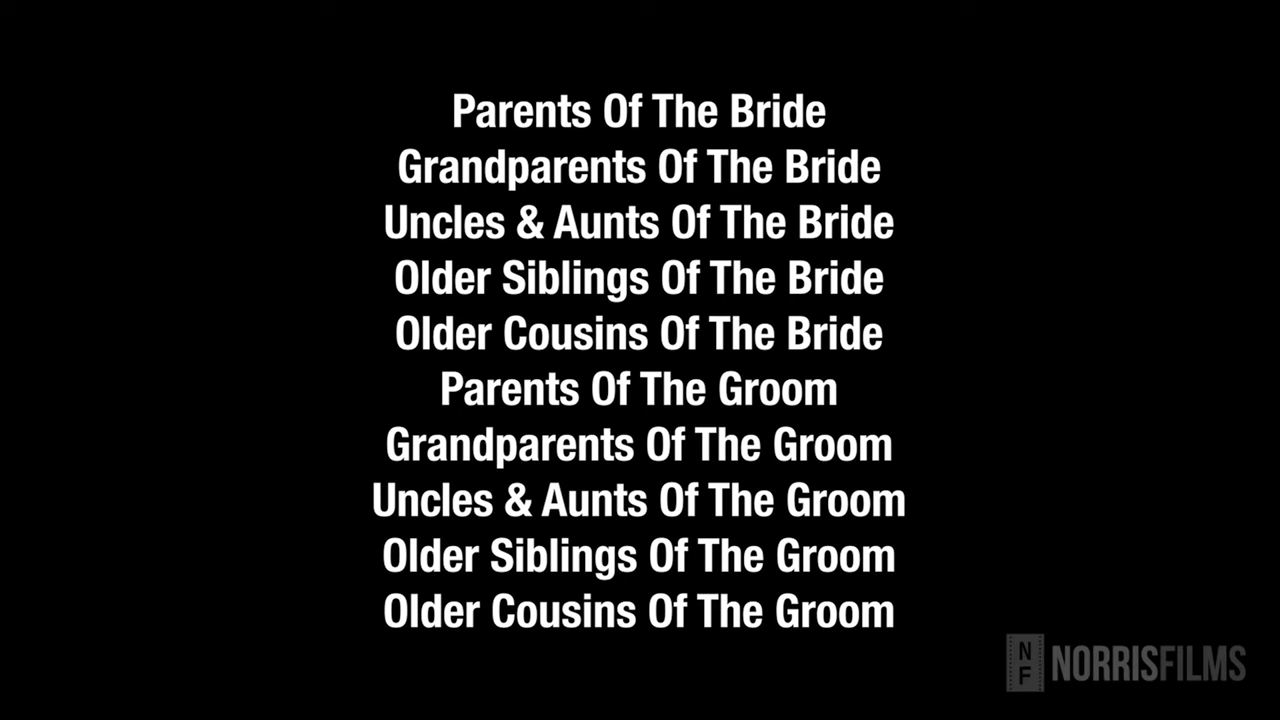 Parents Of The Bride
Grandparents Of The Bride
Uncles & Aunts Of The Bride
Older Siblings Of The Bride
Older Cousins Of The Bride
Parents Of The Groom
Grandparents Of The Groom
Uncles & Aunts Of The Groom
Older Siblings Of The Groom
Older Cousins Of The Groom
NF NORRISFILMS